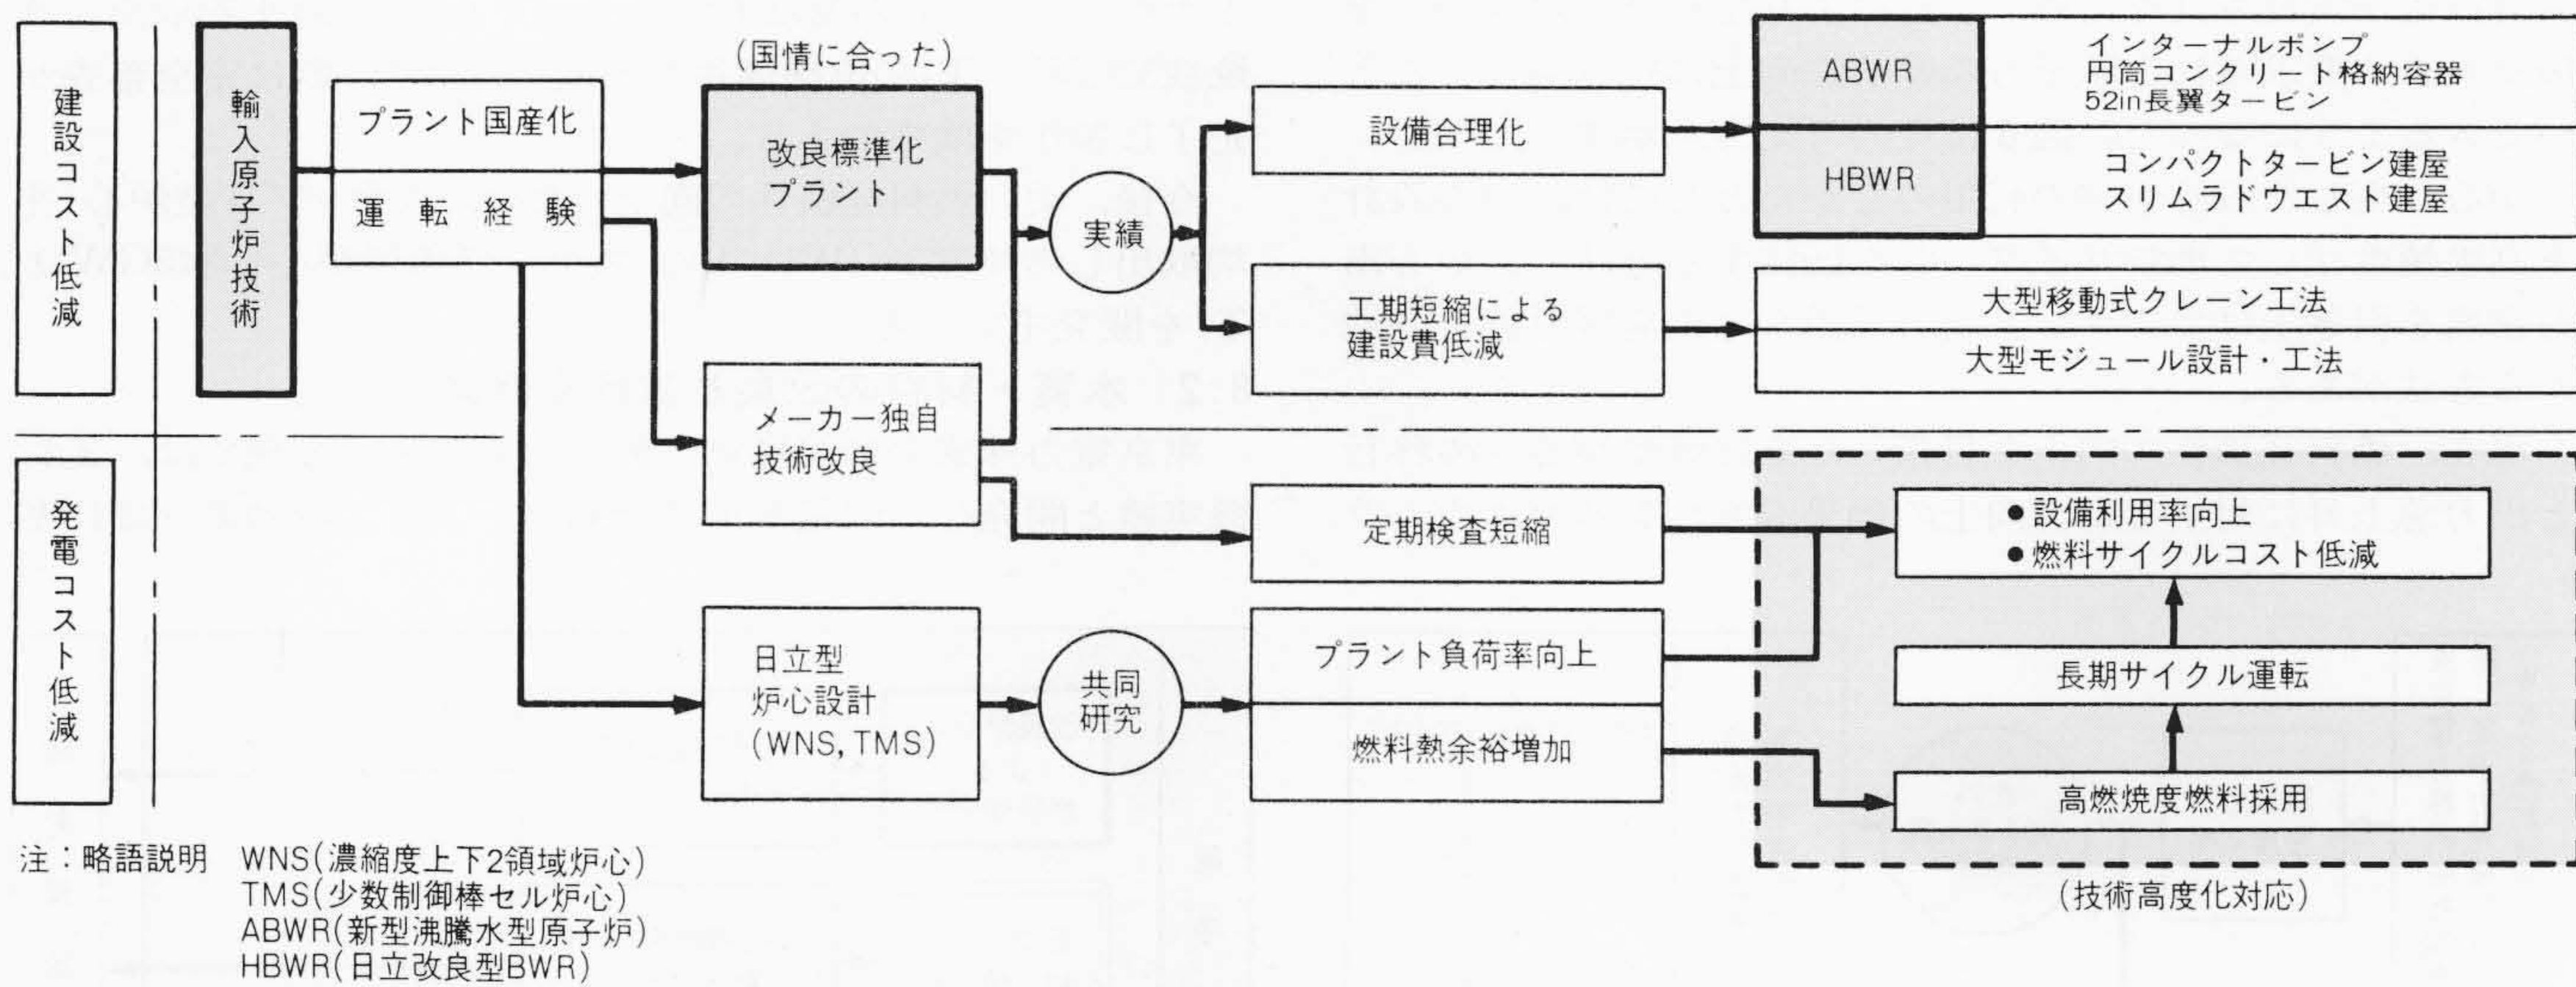 建設コスト低減
輸入原子炉技術
プラント国産化
運転経験
(国情に合った)
改良標準化
プラント
メーカー独自
技術改良
実績
設備合理化
工期短縮による
建設費低減
ABWR
インターナルポンプ
円筒コンクリート格納容器
52in長翼タービン
HBWR
コンパクトタービン建屋
スリムラドウエスト建屋
大型移動式クレーン工法
大型モジュール設計・工法
発電コスト低減
日立型
炉心設計
(WNS, TMS)
共同
研究
定期検査短縮
プラント負荷率向上
燃料熱余裕増加
●設備利用率向上
●燃料サイクルコスト低減
長期サイクル運転
高燃焼度燃料採用
(技術高度化対応)
注：略語説明 WNS(濃縮度上下2領域炉心)
TMS(少数制御棒セル炉心)
ABWR(新型沸騰水型原子炉)
HBWR(日立改良型BWR)